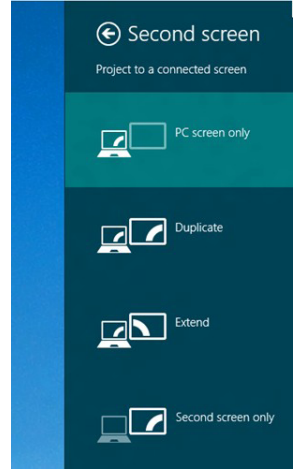 Second screen
Project to a connected screen
PC screen only
Duplicate
Extend
Second screen only